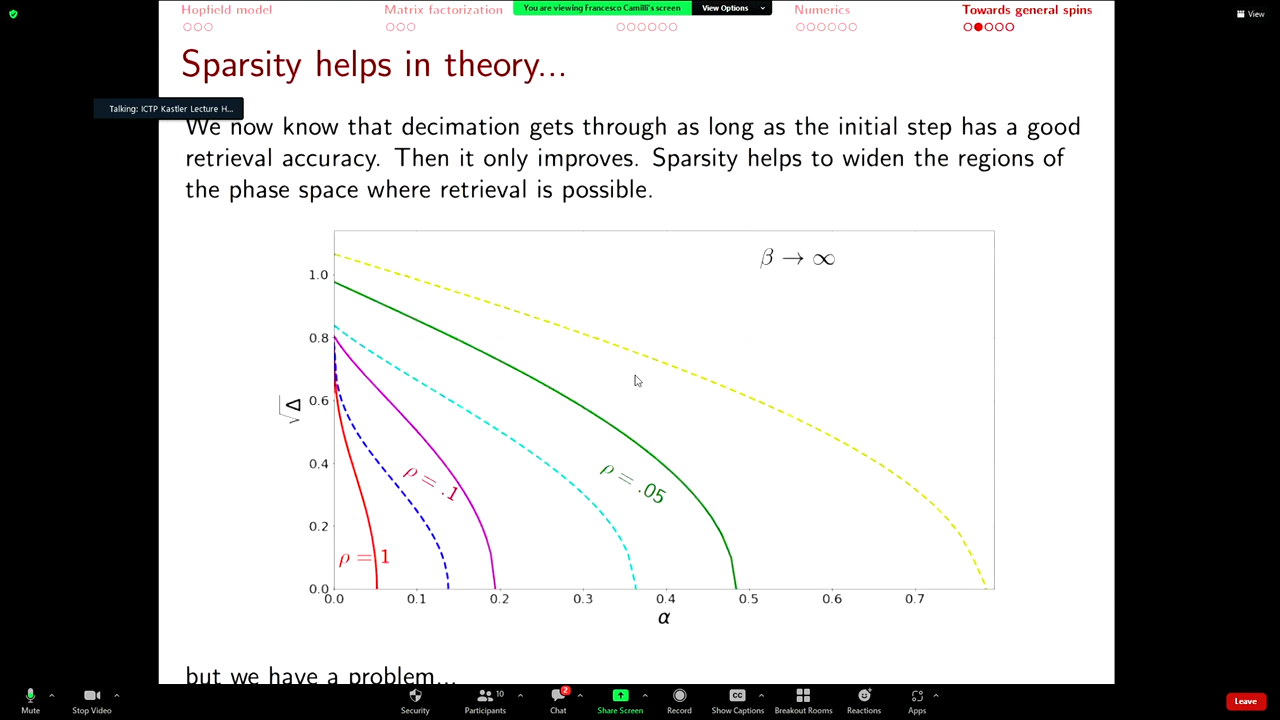 Hopfield model
Matrix factorization
You are viewing Francesco Camilli's screen
View Options
Numerics
Towards general spins
View
Sparsity helps in theory...
Talking: ICTP Kastler Lecture H...
We now know that decimation gets through as long as the initial step has a good
retrieval accuracy. Then it only improves. Sparsity helps to widen the regions of
the phase space where retrieval is possible.
β → ∞
1.0
0.8
0.6
0.4
0.2
0.0
√Δ
ρ = 1
ρ = .1
ρ = .05
0.0 0.1 0.2 0.3 0.4 0.5 0.6 0.7
α
but we have a problem...
Mute
Stop Video
Security
Participants 10
Chat 2
Share Screen
Record
Show Captions
Breakout Rooms
Reactions
Apps
Leave